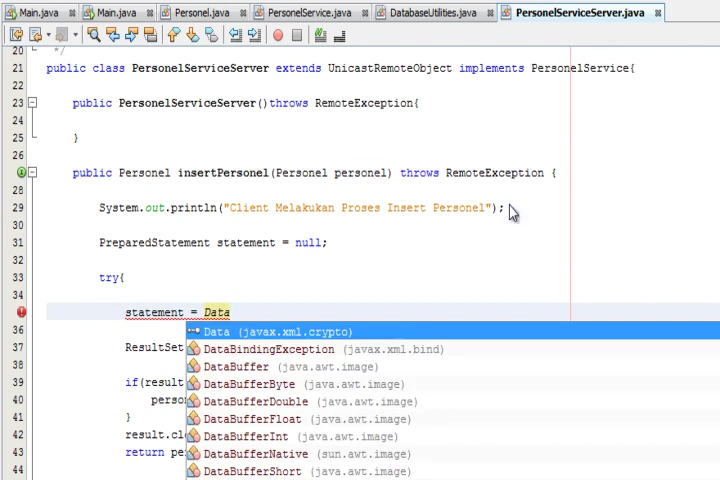 Main.java Main.java Personel.java PersonelService.java DatabaseUtilities.java PersonelServiceServer.java
20 */
21 public class PersonelServiceServer extends UnicastRemoteObject implements PersonelService{
22
23 public PersonelServiceServer()throws RemoteException{
24
25 }
26
public Personel insertPersonel(Personel personel) throws RemoteException {
28
29 System.out.println("Client Melakukan Proses Insert Personel");
30
31 PreparedStatement statement = null;
32
33 try{
34
statement = Data
36 Data (javax.xml.crypto)
37 ResultSet DataBindingException (javax.xml.bind)
38 DataBuffer (java.awt.image)
39 if(result DataBufferByte (java.awt.image)
40 perso DataBufferDouble (java.awt.image)
41 } DataBufferFloat (java.awt.image)
42 result.cl DataBufferInt (java.awt.image)
43 return pe DataBufferNative (sun.awt.image)
44 DataBufferShort (java.awt.image)